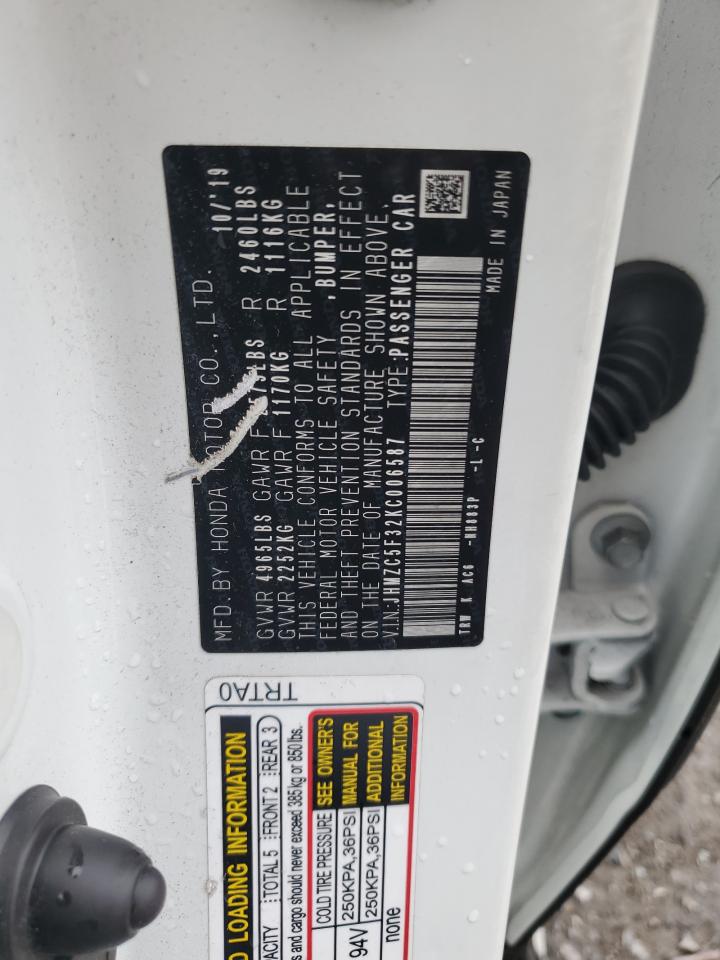 MFD. BY HONDA MOTOR CO., LTD. 10/'19
GVWR 4965LBS GAWR F LBS R 2460LBS
GVWR 2252KG GAWR F 1170KG R 1116KG
THIS VEHICLE CONFORMS TO ALL APPLICABLE
FEDERAL MOTOR VEHICLE SAFETY ,BUMPER,
AND THEFT PREVENTION STANDARDS IN EFFECT
ON THE DATE OF MANUFACTURE SHOWN ABOVE.
V.I.N.:JHMZC5F32KC006587 TYPE:PASSENGER CAR
TRW K AC6 -NH883P -L -C
MADE IN JAPAN
TRTA0
LOADING INFORMATION
TOTAL 5 FRONT 2 REAR 3
and cargo should never exceed 385 kg or 850 lbs.
COLD TIRE PRESSURE SEE OWNER'S
250KPA,36PSI MANUAL FOR
94V 250KPA,36PSI ADDITIONAL
none INFORMATION